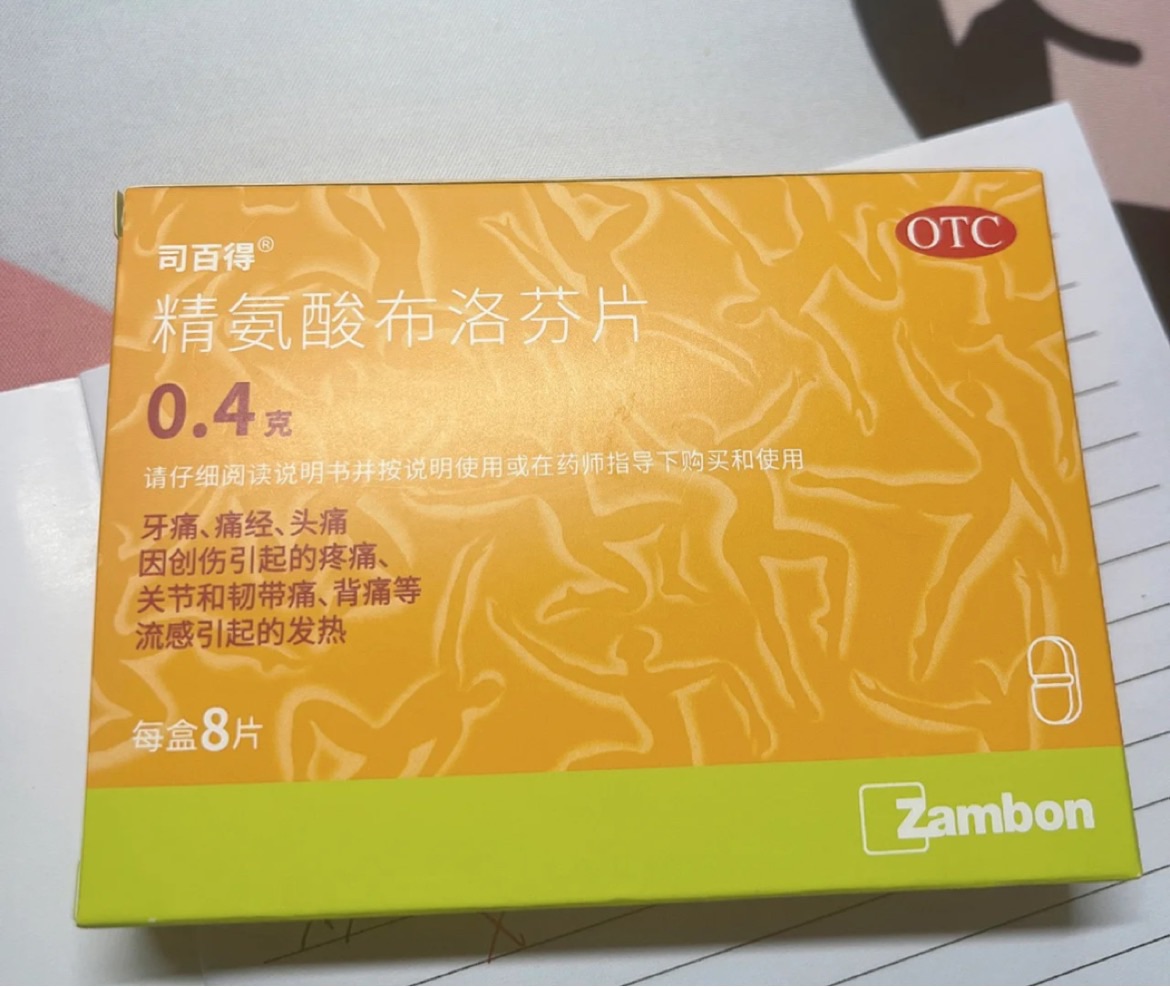 司百得®
OTC
精氨酸布洛芬片
0.4克
请仔细阅读说明书并按说明使用或在药师指导下购买和使用
牙痛、痛经、头痛
因创伤引起的疼痛、
关节和韧带痛、背痛等
流感引起的发热
每盒8片
Zambon